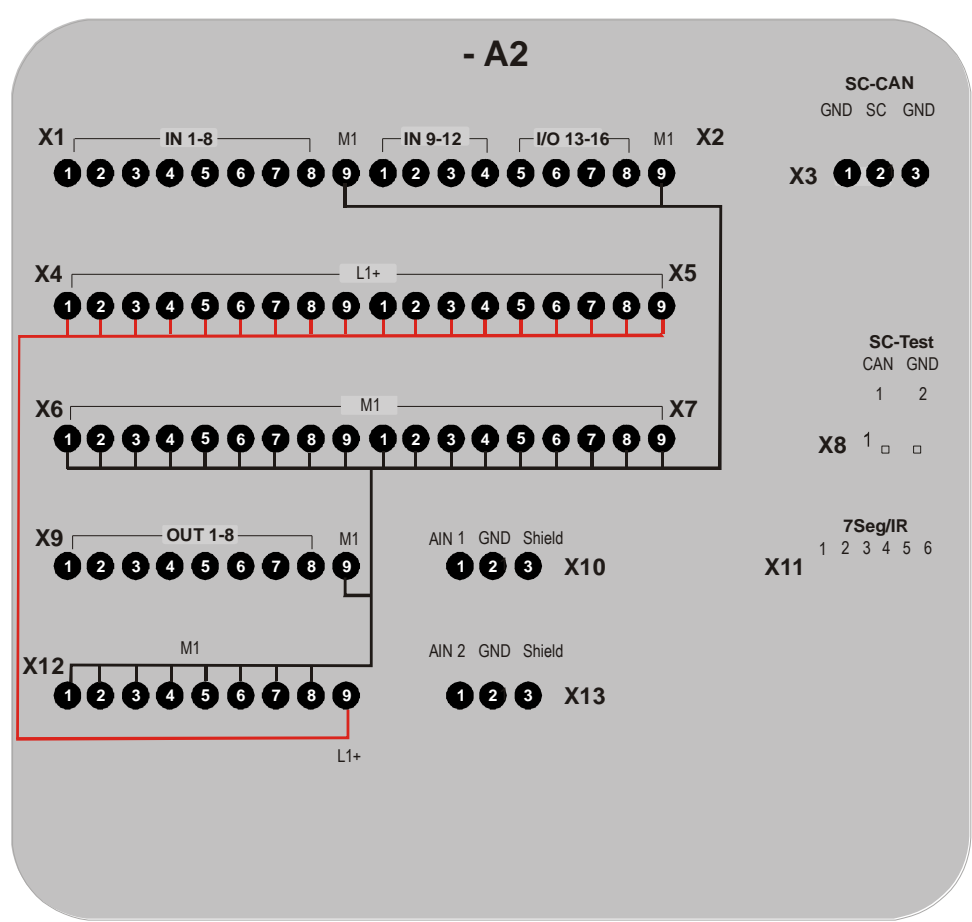 - A2
SC-CAN
GND SC GND
X1 IN 1-8 M1 IN 9-12 I/O 13-16 M1 X2
1 2 3 4 5 6 7 8 9 1 2 3 4 5 6 7 8 9
X3 1 2 3
X4 L1+ X5
1 2 3 4 5 6 7 8 9 1 2 3 4 5 6 7 8 9
SC-Test
CAN GND
1 2
X6 M1 X7
1 2 3 4 5 6 7 8 9 1 2 3 4 5 6 7 8 9
X8 1
X9 OUT 1-8 M1
1 2 3 4 5 6 7 8 9
AIN 1 GND Shield
1 2 3 X10
7Seg/IR
1 2 3 4 5 6
X11
X12 M1
1 2 3 4 5 6 7 8 9
L1+
AIN 2 GND Shield
1 2 3 X13